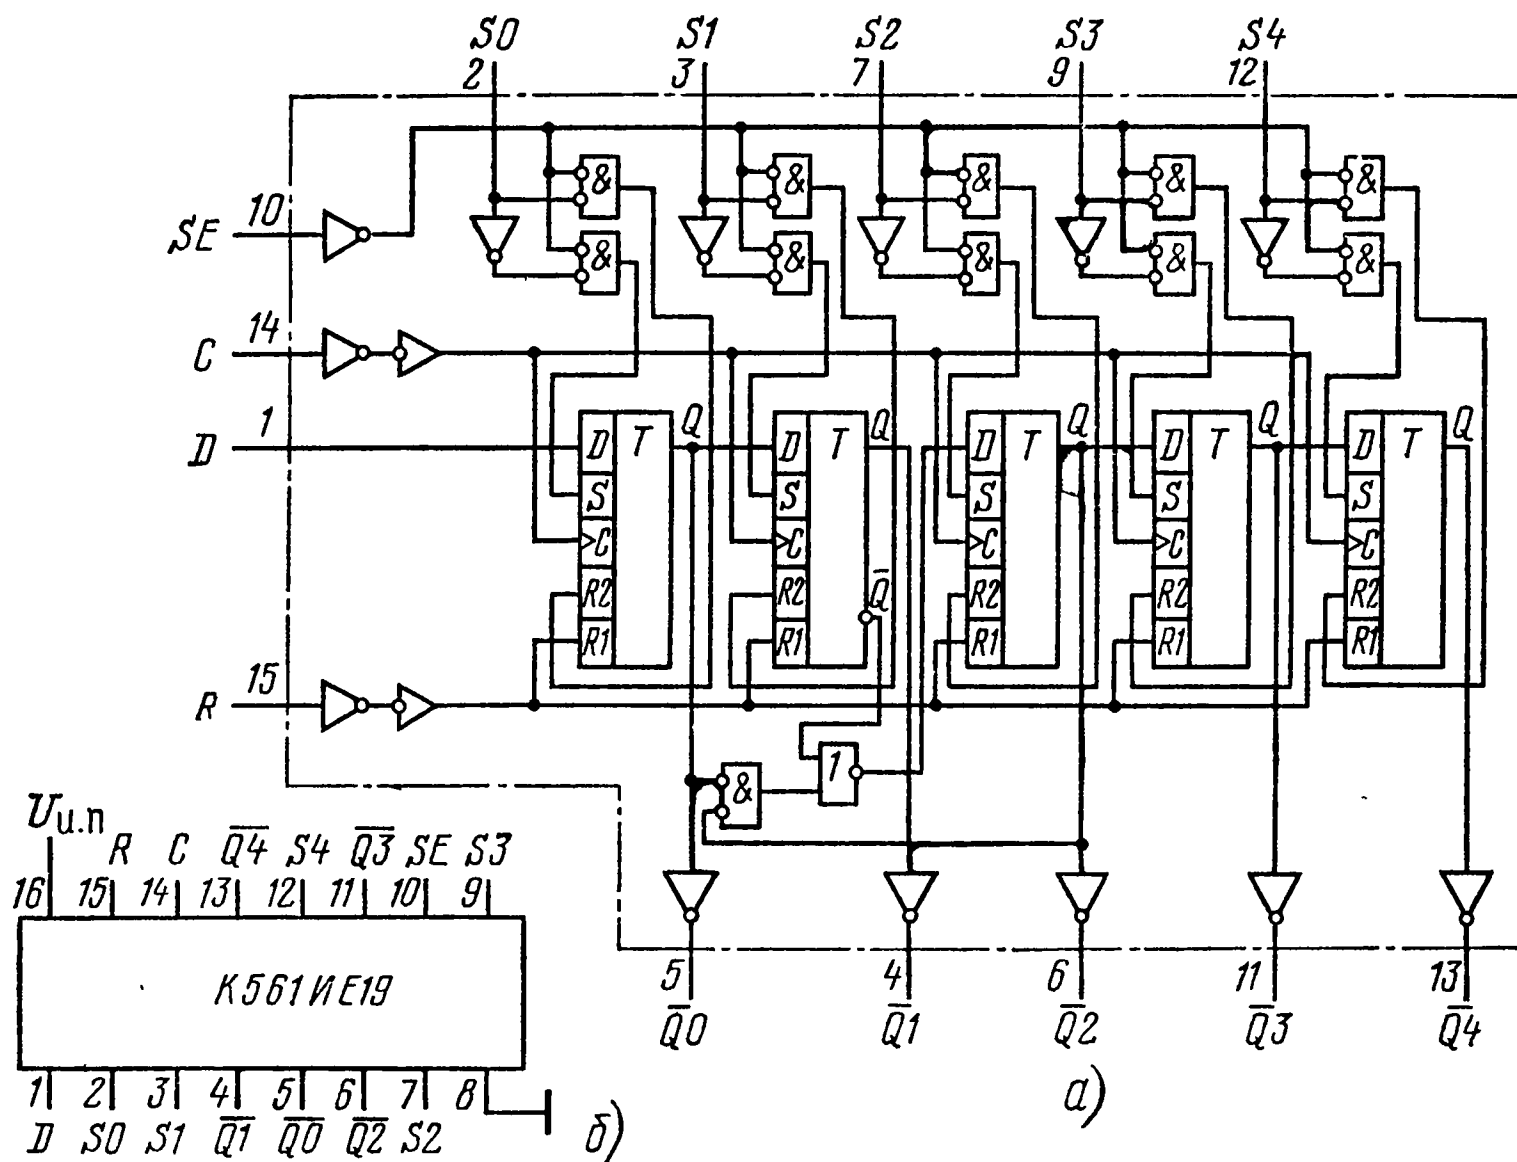 S0 S1 S2 S3 S4
2 3 7 9 12
& & & & &
SE 10
& & & & &
C 14
D 1
D T Q D T Q D T Q D T Q D T Q
S S S S S
C C C C C
R2 R2 R2 R2 R2
Q̅
R1 R1 R1 R1 R1
R 15
& 1
5 4 6 11 13
Q̅0 Q̅1 Q̅2 Q̅3 Q̅4
а)
Uи.п
R C Q̅4̅ S4 Q̅3̅ SE S3
16 15 14 13 12 11 10 9
К561ИЕ19
1 2 3 4 5 6 7 8
D S0 S1 Q̅1̅ Q̅0̅ Q̅2̅ S2
б)